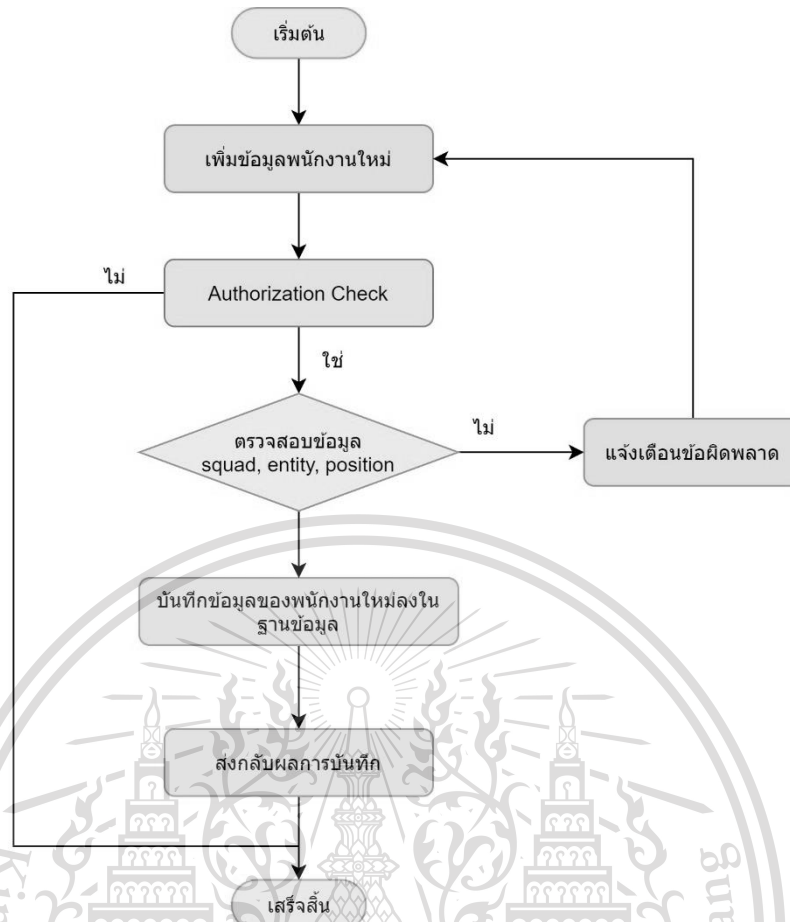 เริ่มต้น
เพิ่มข้อมูลพนักงานใหม่
ไม่
Authorization Check
ใช่
ตรวจสอบข้อมูล
squad, entity, position
ไม่
แจ้งเตือนข้อผิดพลาด
บันทึกข้อมูลของพนักงานใหม่ลงใน
ฐานข้อมูล
ส่งกลับผลการบันทึก
เสร็จสิ้น